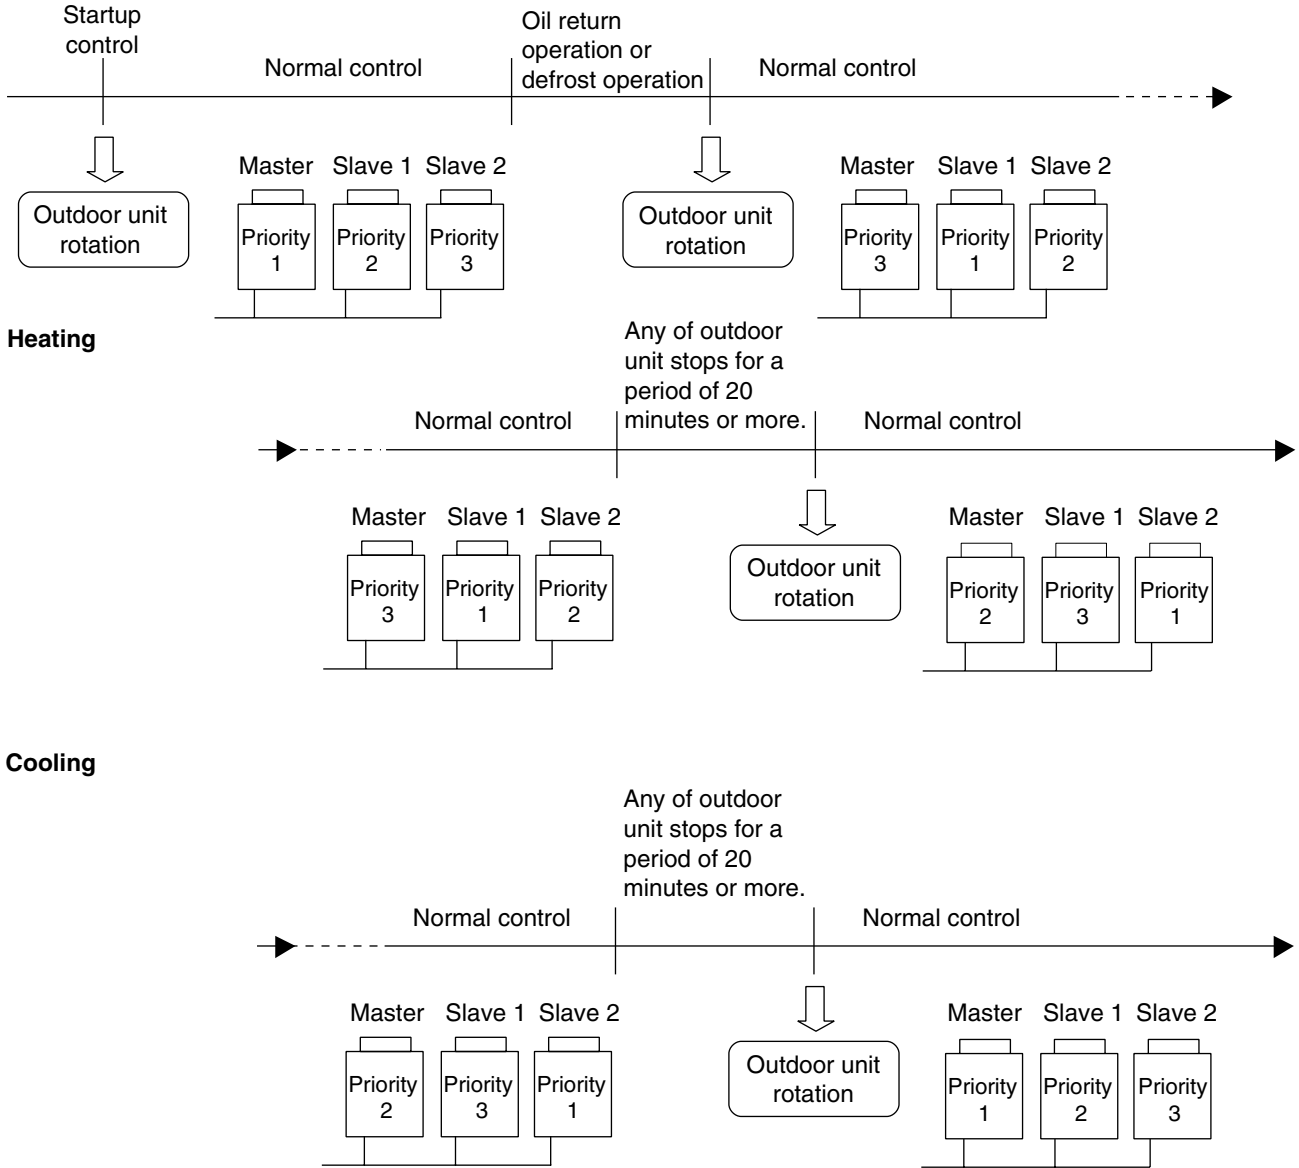 Startup
control
Normal control
Oil return
operation or
defrost operation
Normal control
Outdoor unit
rotation
Master Slave 1 Slave 2
Priority
1
Priority
2
Priority
3
Outdoor unit
rotation
Master Slave 1 Slave 2
Priority
3
Priority
1
Priority
2
Heating
Normal control
Any of outdoor
unit stops for a
period of 20
minutes or more.
Normal control
Master Slave 1 Slave 2
Priority
3
Priority
1
Priority
2
Outdoor unit
rotation
Master Slave 1 Slave 2
Priority
2
Priority
3
Priority
1
Cooling
Normal control
Any of outdoor
unit stops for a
period of 20
minutes or more.
Normal control
Master Slave 1 Slave 2
Priority
2
Priority
3
Priority
1
Outdoor unit
rotation
Master Slave 1 Slave 2
Priority
1
Priority
2
Priority
3